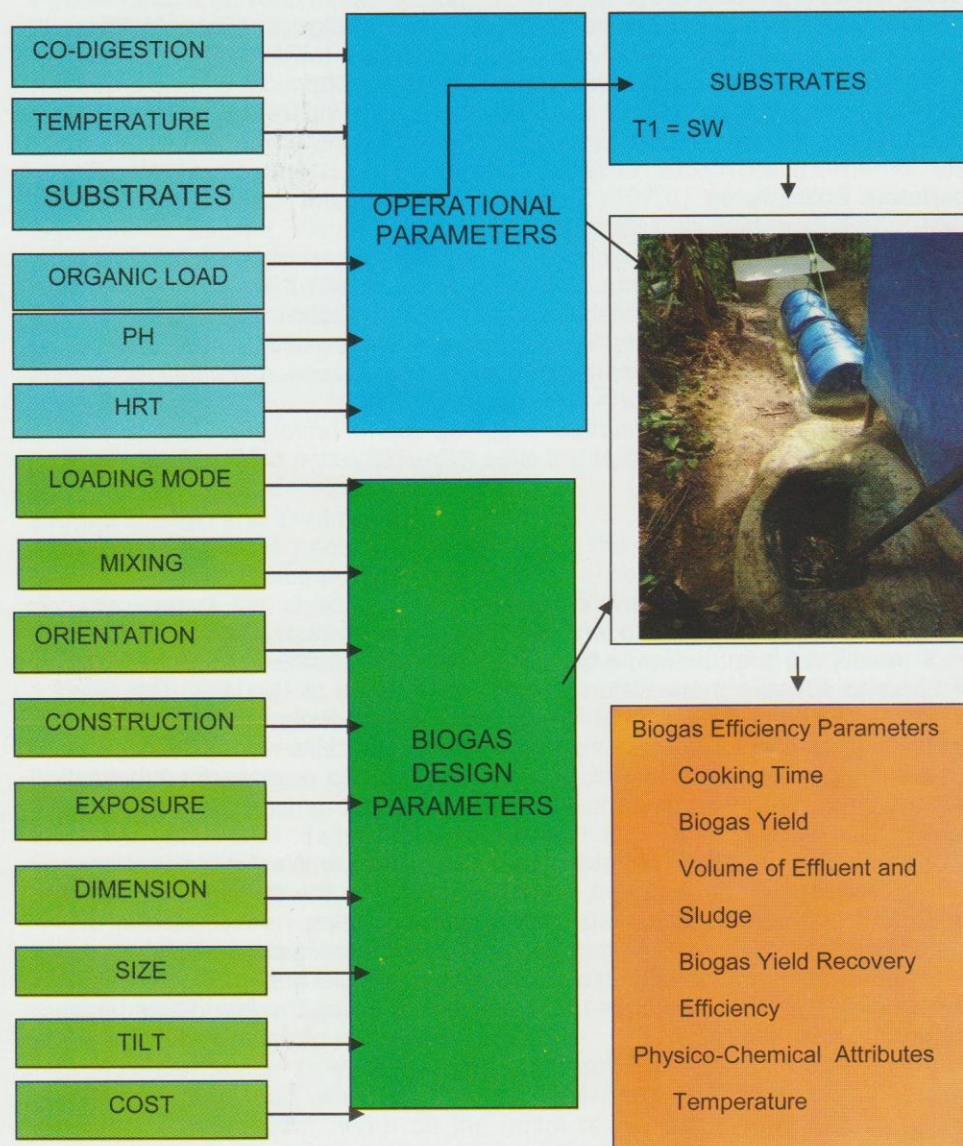 CO-DIGESTION
TEMPERATURE
SUBSTRATES
ORGANIC LOAD
PH
HRT
OPERATIONAL
PARAMETERS
SUBSTRATES
T1 = SW
LOADING MODE
MIXING
ORIENTATION
CONSTRUCTION
EXPOSURE
DIMENSION
SIZE
TILT
COST
BIOGAS
DESIGN
PARAMETERS
Biogas Efficiency Parameters
Cooking Time
Biogas Yield
Volume of Effluent and
Sludge
Biogas Yield Recovery
Efficiency
Physico-Chemical Attributes
Temperature